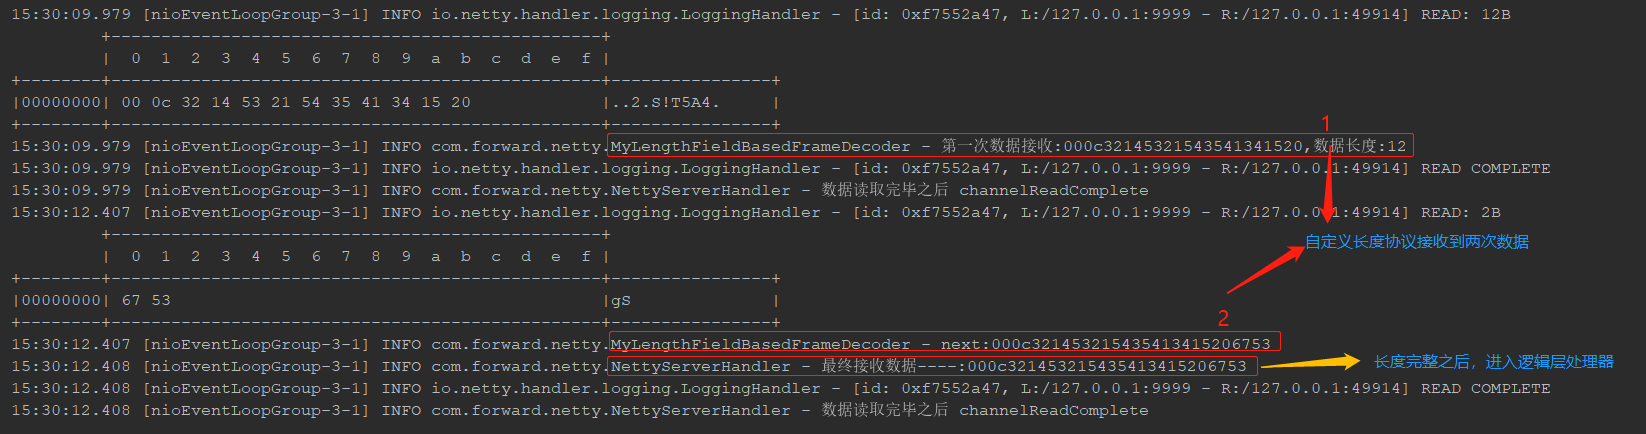 15:30:09.979 [nioEventLoopGroup-3-1] INFO io.netty.handler.logging.LoggingHandler - [id: 0xf7552a47, L:/127.0.0.1:9999 - R:/127.0.0.1:49914] READ: 12B
+-------------------------------------------------+
|  0  1  2  3  4  5  6  7  8  9  a  b  c  d  e  f |
+--------+-------------------------------------------------+----------------+
|00000000| 00 0c 32 14 53 21 54 35 41 34 15 20             |..2.S!T5A4.     |
+--------+-------------------------------------------------+----------------+
1
15:30:09.979 [nioEventLoopGroup-3-1] INFO com.forward.netty.MyLengthFieldBasedFrameDecoder - 第一次数据接收:000c32145321543541341520,数据长度:12
15:30:09.979 [nioEventLoopGroup-3-1] INFO io.netty.handler.logging.LoggingHandler - [id: 0xf7552a47, L:/127.0.0.1:9999 - R:/127.0.0.1:49914] READ COMPLETE
15:30:09.979 [nioEventLoopGroup-3-1] INFO com.forward.netty.NettyServerHandler - 数据读取完毕之后 channelReadComplete
15:30:12.407 [nioEventLoopGroup-3-1] INFO io.netty.handler.logging.LoggingHandler - [id: 0xf7552a47, L:/127.0.0.1:9999 - R:/127.0.0.1:49914] READ: 2B
+-------------------------------------------------+
自定义长度协议接收到两次数据
|  0  1  2  3  4  5  6  7  8  9  a  b  c  d  e  f |
+--------+-------------------------------------------------+----------------+
|00000000| 67 53                                           |gS              |
+--------+-------------------------------------------------+----------------+
2
15:30:12.407 [nioEventLoopGroup-3-1] INFO com.forward.netty.MyLengthFieldBasedFrameDecoder - next:000c321453215435413415206753
15:30:12.408 [nioEventLoopGroup-3-1] INFO com.forward.netty.NettyServerHandler - 最终接收数据----:000c321453215435413415206753
长度完整之后，进入逻辑层处理器
15:30:12.408 [nioEventLoopGroup-3-1] INFO io.netty.handler.logging.LoggingHandler - [id: 0xf7552a47, L:/127.0.0.1:9999 - R:/127.0.0.1:49914] READ COMPLETE
15:30:12.408 [nioEventLoopGroup-3-1] INFO com.forward.netty.NettyServerHandler - 数据读取完毕之后 channelReadComplete